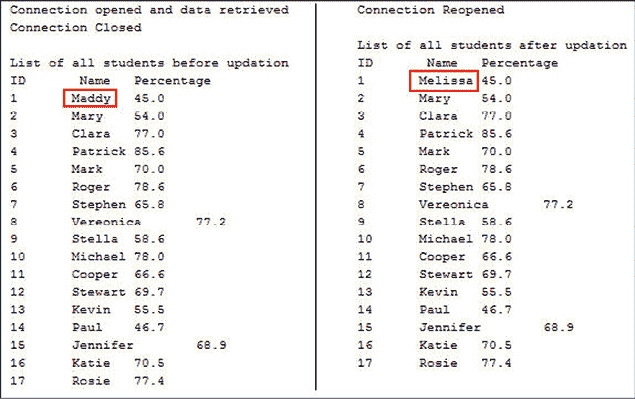 Connection opened and data retrieved
Connection Closed
List of all students before updation
ID Name Percentage
1 Maddy 45.0
2 Mary 54.0
3 Clara 77.0
4 Patrick 85.6
5 Mark 70.0
6 Roger 78.6
7 Stephen 65.8
8 Vereonica 77.2
9 Stella 58.6
10 Michael 78.0
11 Cooper 66.6
12 Stewart 69.7
13 Kevin 55.5
14 Paul 46.7
15 Jennifer 68.9
16 Katie 70.5
17 Rosie 77.4
Connection Reopened
List of all students after updation
ID Name Percentage
1 Melissa 45.0
2 Mary 54.0
3 Clara 77.0
4 Patrick 85.6
5 Mark 70.0
6 Roger 78.6
7 Stephen 65.8
8 Vereonica 77.2
9 Stella 58.6
10 Michael 78.0
11 Cooper 66.6
12 Stewart 69.7
13 Kevin 55.5
14 Paul 46.7
15 Jennifer 68.9
16 Katie 70.5
17 Rosie 77.4